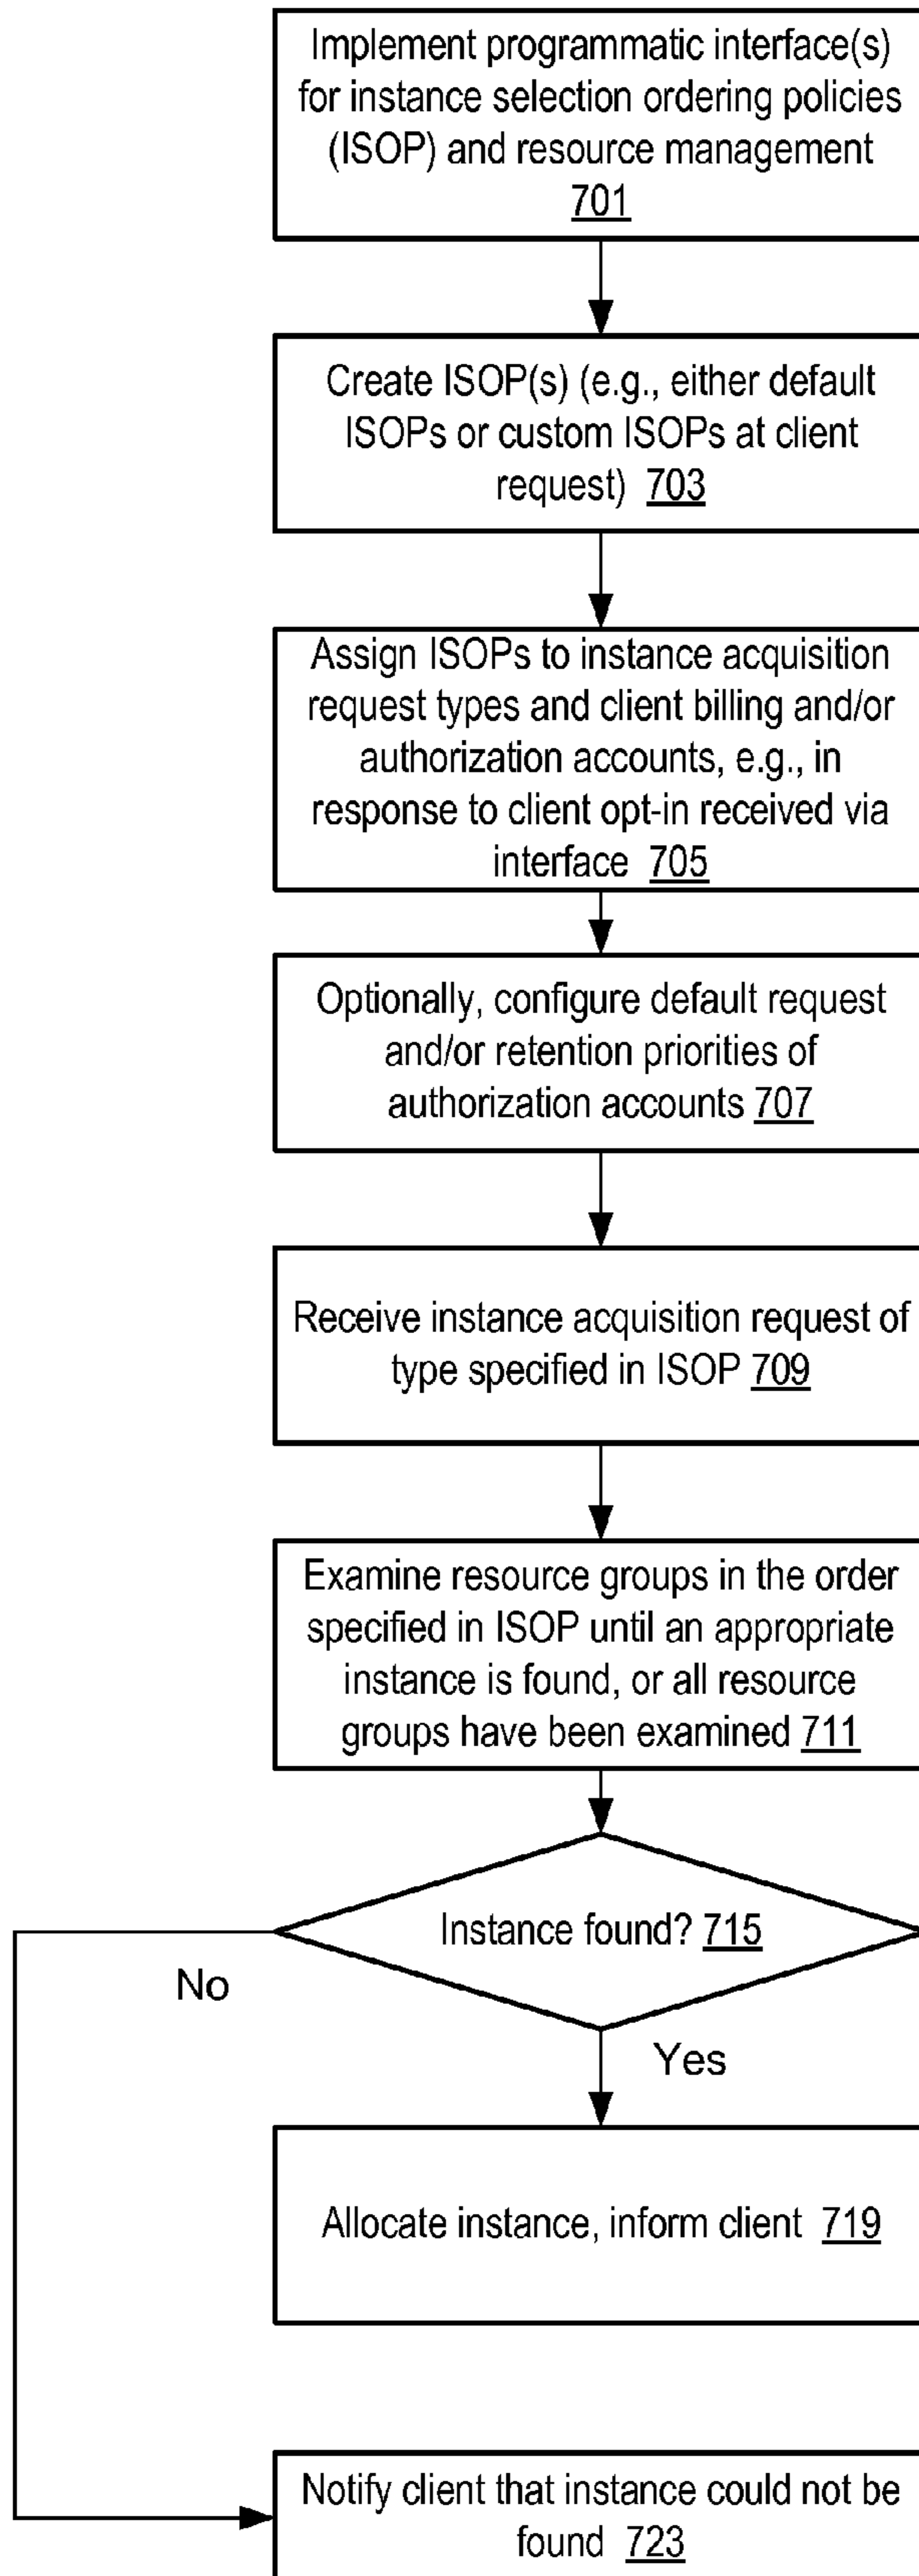 Implement programmatic interface(s)
for instance selection ordering policies
(ISOP) and resource management
701
Create ISOP(s) (e.g., either default
ISOPs or custom ISOPs at client
request) 703
Assign ISOPs to instance acquisition
request types and client billing and/or
authorization accounts, e.g., in
response to client opt-in received via
interface 705
Optionally, configure default request
and/or retention priorities of
authorization accounts 707
Receive instance acquisition request of
type specified in ISOP 709
Examine resource groups in the order
specified in ISOP until an appropriate
instance is found, or all resource
groups have been examined 711
Instance found? 715
No
Yes
Allocate instance, inform client 719
Notify client that instance could not be
found 723